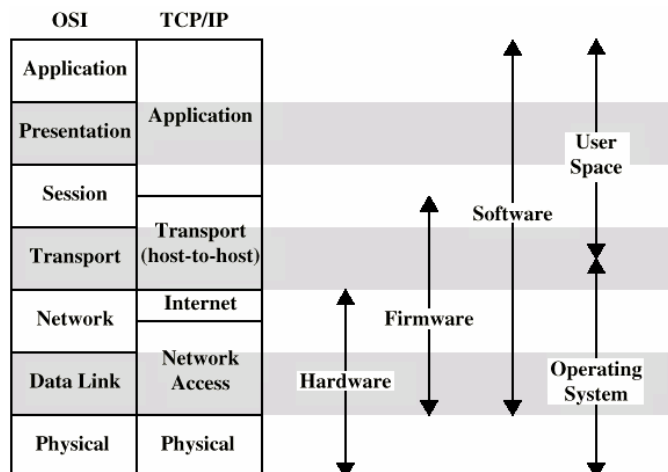 OSI
TCP/IP
Application
Presentation
Session
Transport
Network
Data Link
Physical
Application
Transport
(host-to-host)
Internet
Network
Access
Physical
Hardware
Firmware
Software
User
Space
Operating
System